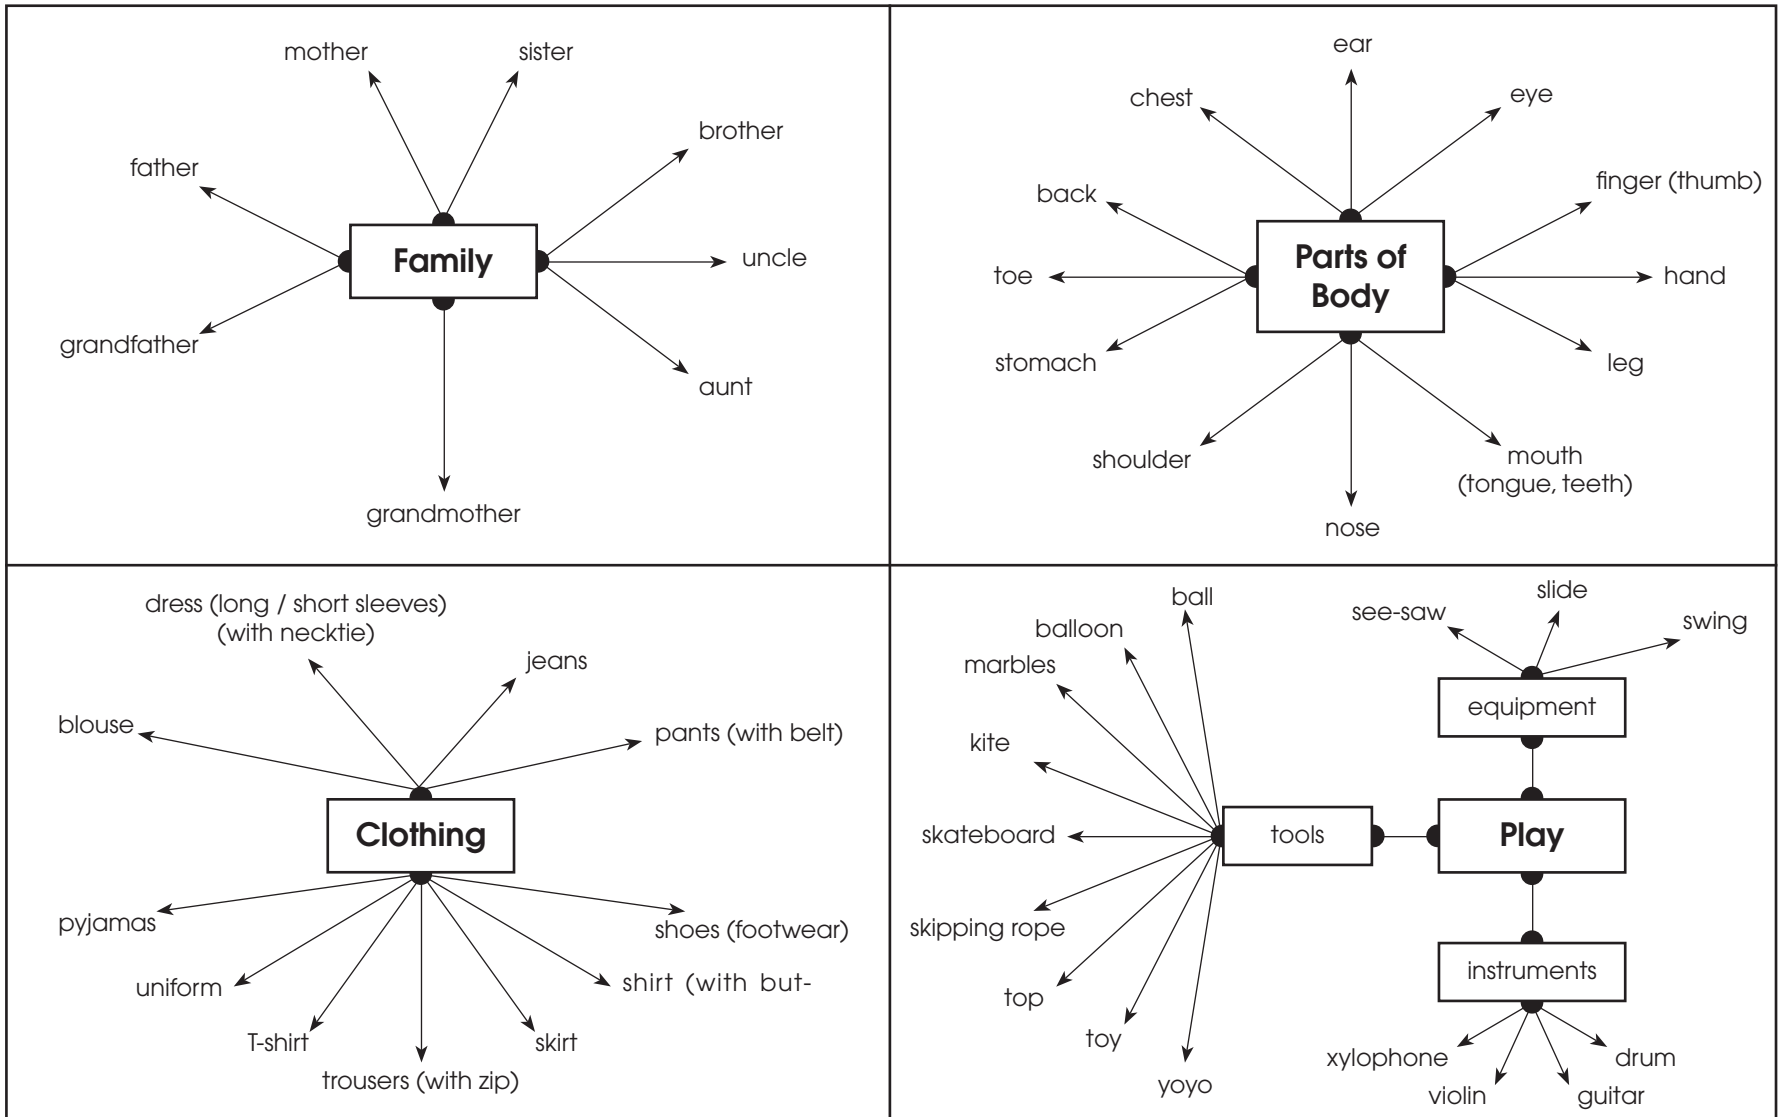 mother
sister
brother
father
Family
uncle
grandfather
aunt
grandmother
ear
chest
eye
finger (thumb)
back
Parts of
Body
toe
hand
stomach
leg
shoulder
mouth
(tongue, teeth)
nose
dress (long / short sleeves)
(with necktie)
jeans
blouse
pants (with belt)
Clothing
pyjamas
shoes (footwear)
uniform
shirt (with but-
T-shirt
skirt
trousers (with zip)
ball
slide
see-saw
swing
balloon
marbles
equipment
kite
skateboard
tools
Play
skipping rope
instruments
top
toy
yoyo
xylophone
drum
violin
guitar